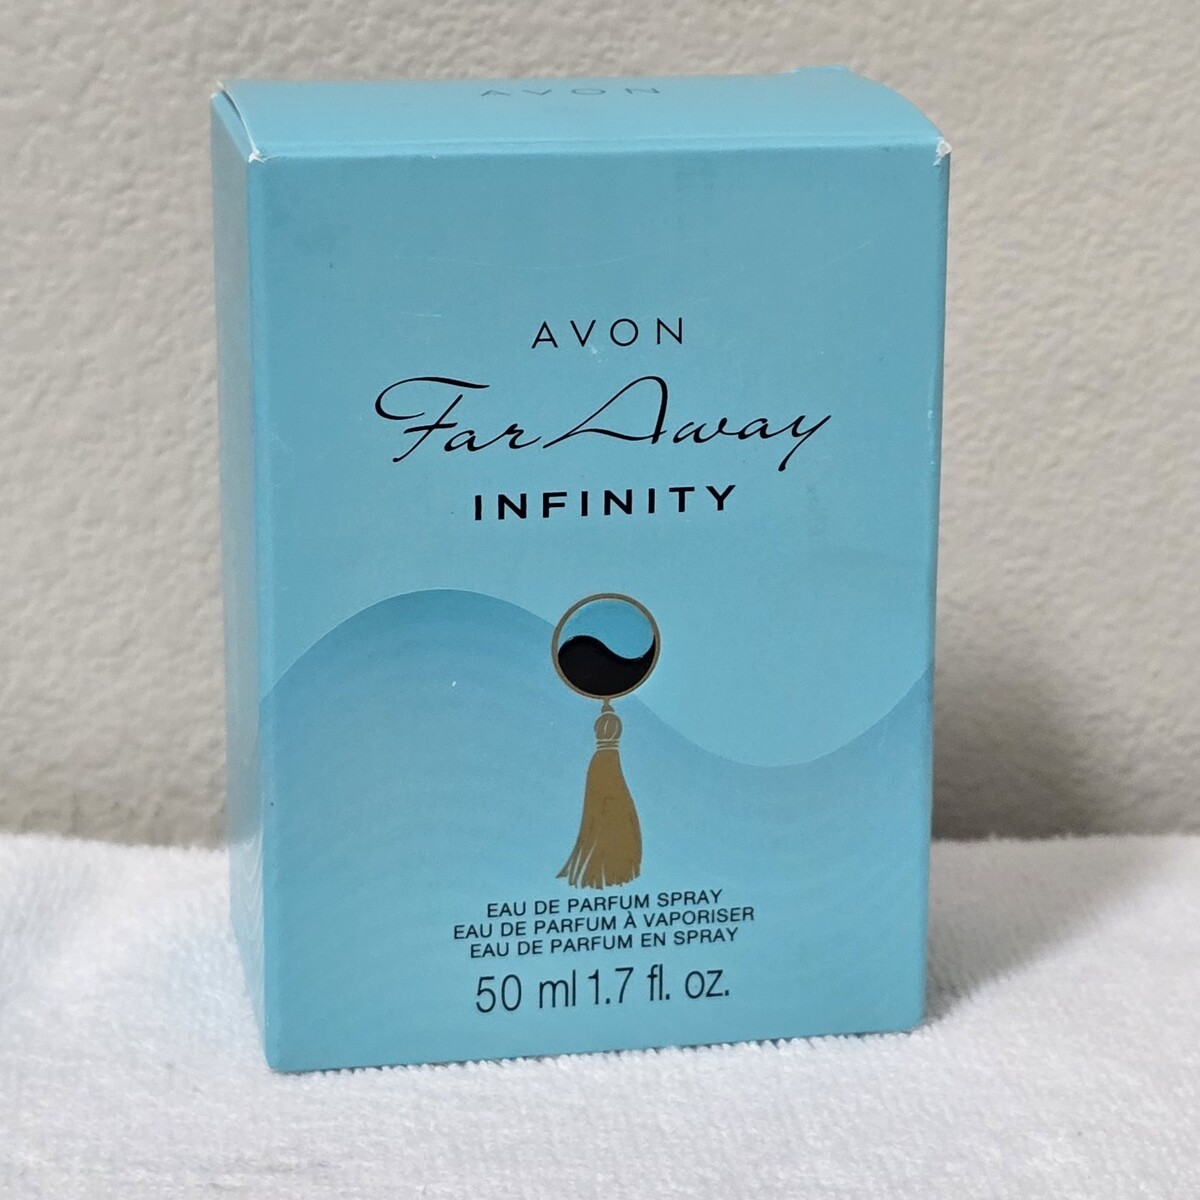 AVON
AVON
Far Away
INFINITY
EAU DE PARFUM SPRAY
EAU DE PARFUM À VAPORISER
EAU DE PARFUM EN SPRAY
50 ml 1.7 fl. oz.